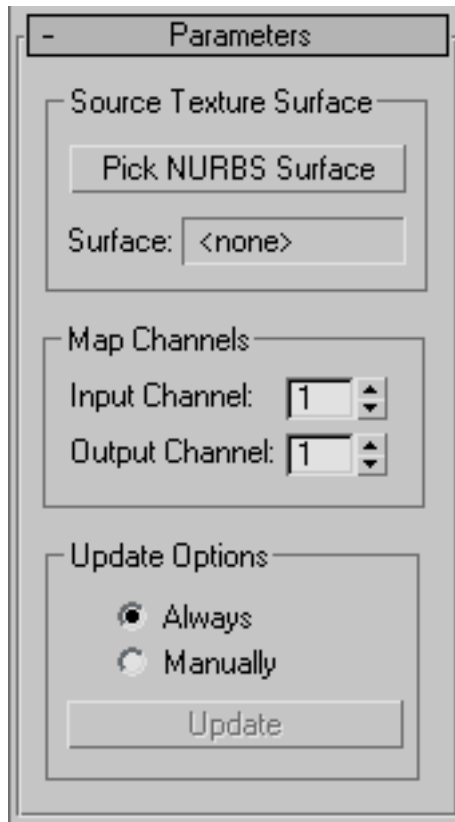 - Parameters
Source Texture Surface
Pick NURBS Surface
Surface: <none>
Map Channels
Input Channel: 1
Output Channel: 1
Update Options
Always
Manually
Update